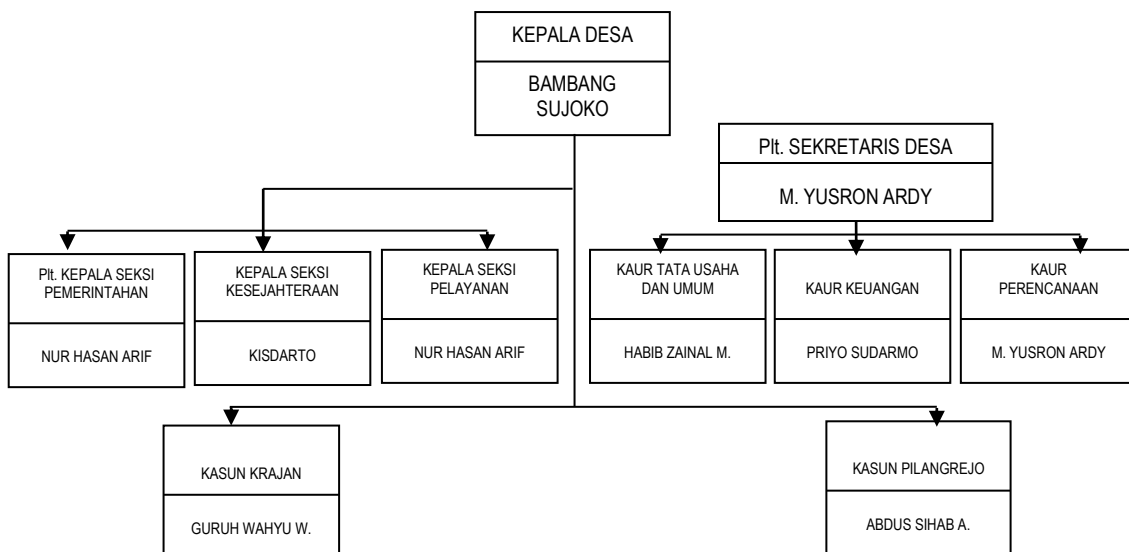 KEPALA DESA
BAMBANG
SUJOKO
Plt. SEKRETARIS DESA
M. YUSRON ARDY
Plt. KEPALA SEKSI
PEMERINTAHAN
NUR HASAN ARIF
KEPALA SEKSI
KESEJAHTERAAN
KISDARTO
KEPALA SEKSI
PELAYANAN
NUR HASAN ARIF
KAUR TATA USAHA
DAN UMUM
HABIB ZAINAL M.
KAUR KEUANGAN
PRIYO SUDARMO
KAUR
PERENCANAAN
M. YUSRON ARDY
KASUN KRAJAN
GURUH WAHYU W.
KASUN PILANGREJO
ABDUS SIHAB A.